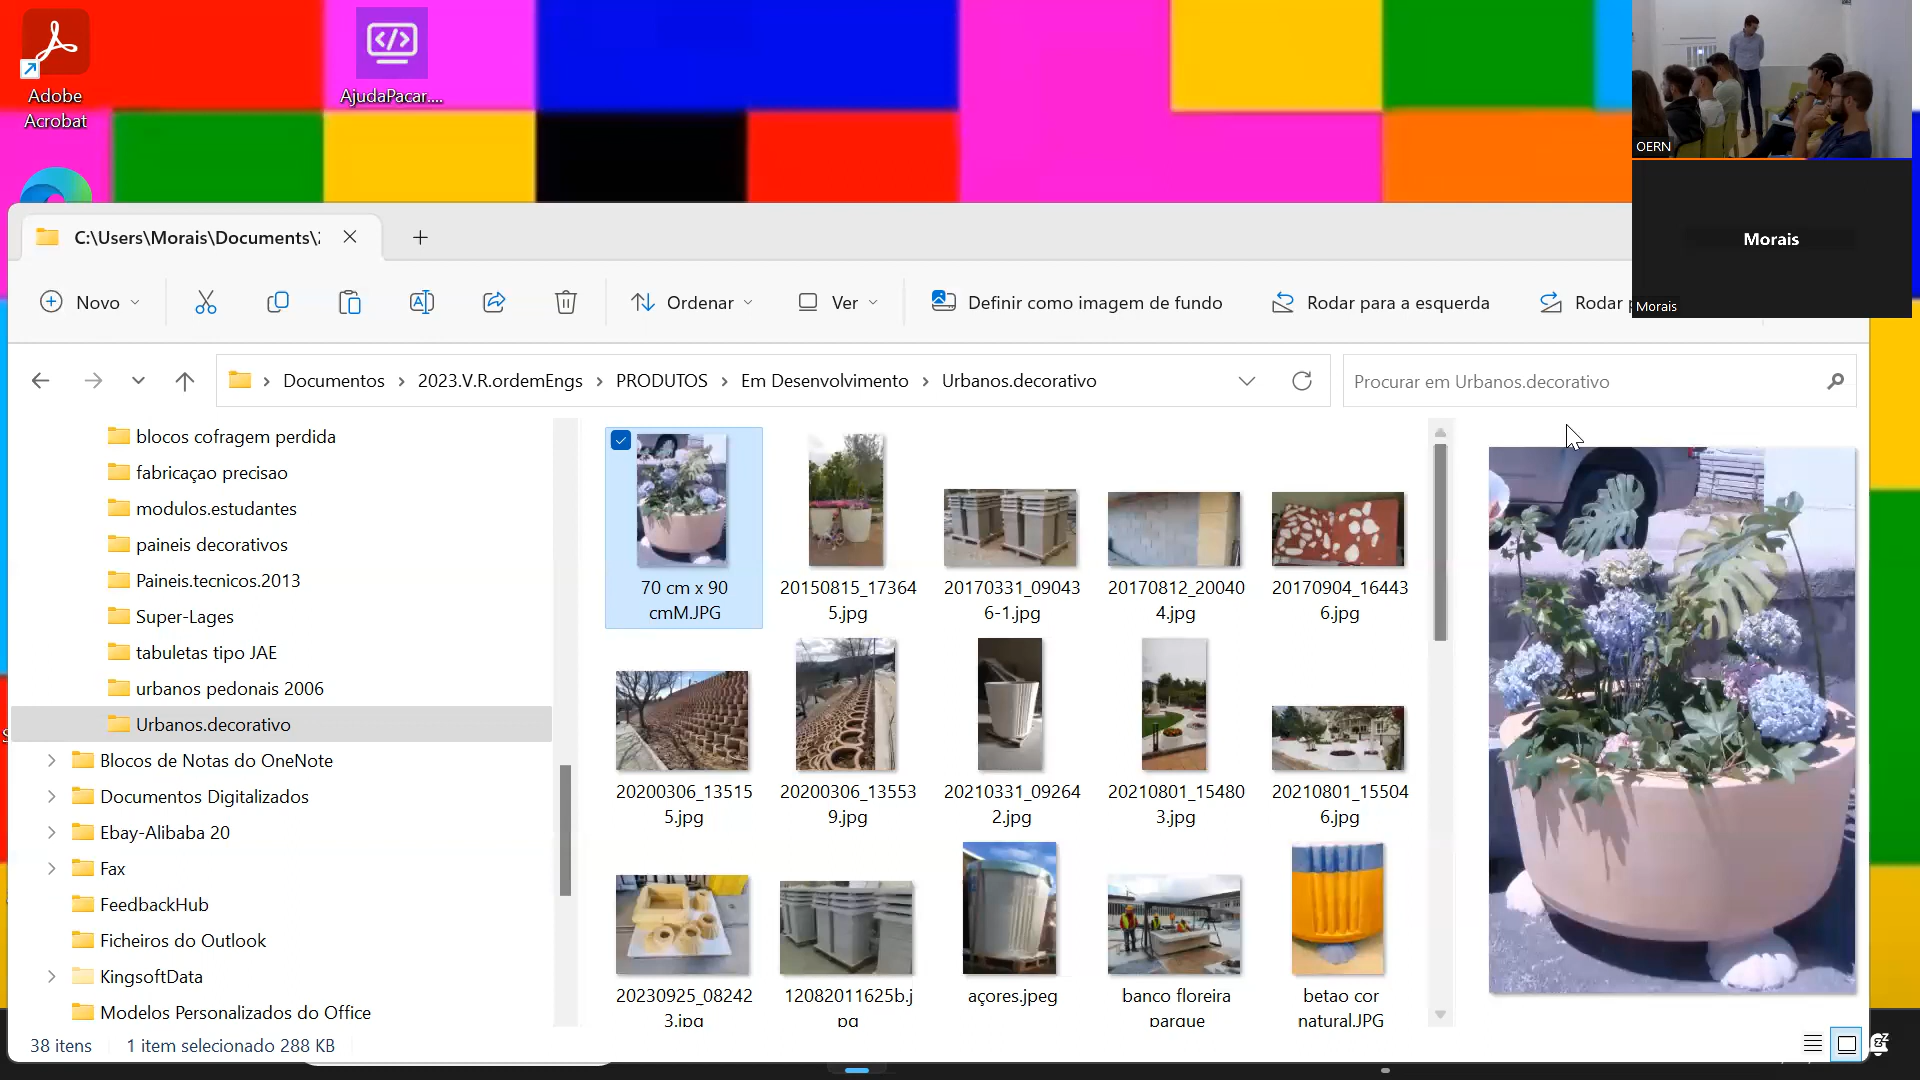 Adobe
Acrobat
AjudaPacar....
OERN
Morais
Morais
C:\Users\Morais\Documents\
Novo
Ordenar
Ver
Definir como imagem de fundo
Rodar para a esquerda
Rodar
Documentos › 2023.V.R.ordemEngs › PRODUTOS › Em Desenvolvimento › Urbanos.decorativo
Procurar em Urbanos.decorativo
blocos cofragem perdida
fabricaçao precisao
modulos.estudantes
paineis decorativos
Paineis.tecnicos.2013
Super-Lages
tabuletas tipo JAE
urbanos pedonais 2006
Urbanos.decorativo
Blocos de Notas do OneNote
Documentos Digitalizados
Ebay-Alibaba 20
Fax
FeedbackHub
Ficheiros do Outlook
KingsoftData
Modelos Personalizados do Office
70 cm x 90
cmM.JPG
20150815_17364
5.jpg
20170331_09043
6-1.jpg
20170812_20040
4.jpg
20170904_16443
6.jpg
20200306_13515
5.jpg
20200306_13553
9.jpg
20210331_09264
2.jpg
20210801_15480
3.jpg
20210801_15504
6.jpg
20230925_08242
3.jpg
12082011625b.j
pg
açores.jpeg
banco floreira
parque
betao cor
natural.JPG
38 itens
1 item selecionado 288 KB